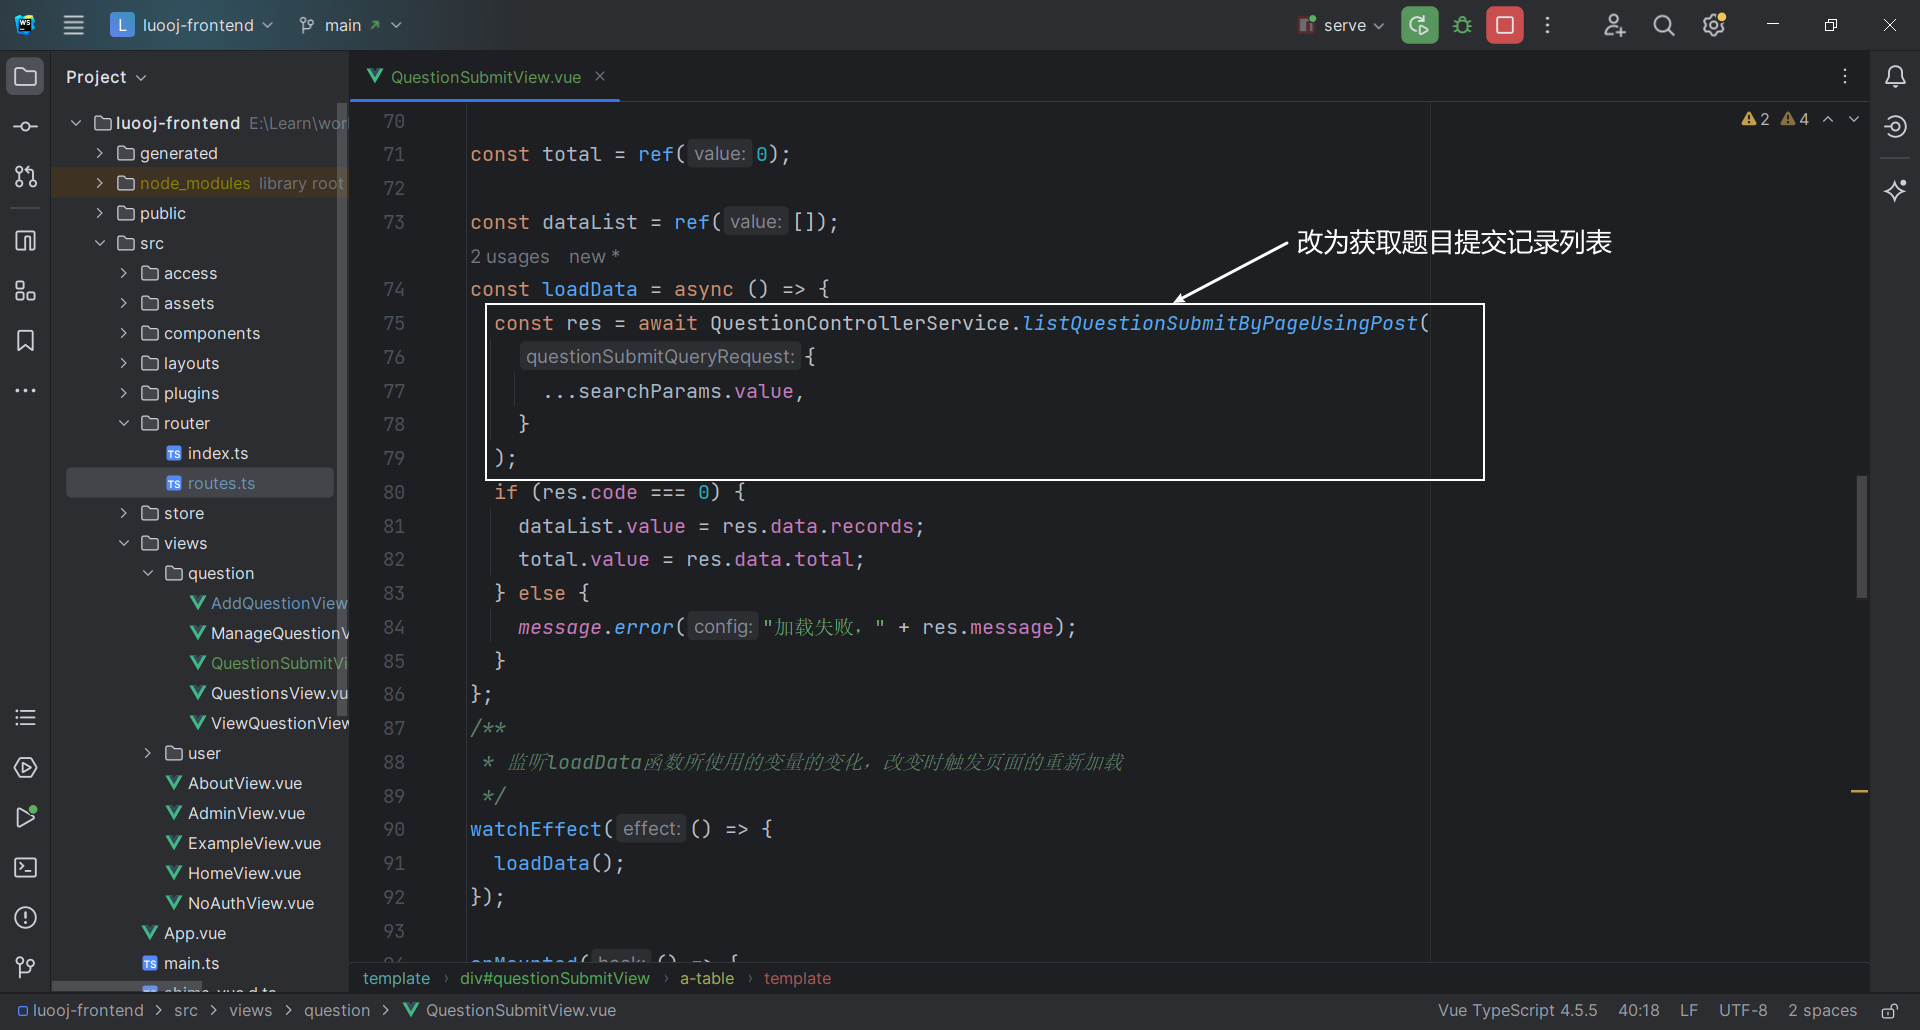 WS
L luooj-frontend
main
serve
Project
QuestionSubmitView.vue
luooj-frontend E:\Learn\wor
generated
node_modules library root
public
src
access
assets
components
layouts
plugins
router
TS index.ts
TS routes.ts
store
views
question
AddQuestionView
ManageQuestionV
QuestionSubmitVi
QuestionsView.vu
ViewQuestionView
user
AboutView.vue
AdminView.vue
ExampleView.vue
HomeView.vue
NoAuthView.vue
App.vue
TS main.ts
shims-vue.d.ts
2 4
70
71 const total = ref( value: 0);
72
73 const dataList = ref( value: []);
2 usages new *
改为获取题目提交记录列表
74 const loadData = async () => {
75 const res = await QuestionControllerService.listQuestionSubmitByPageUsingPost(
76 questionSubmitQueryRequest: {
77 ...searchParams.value,
78 }
79 );
80 if (res.code === 0) {
81 dataList.value = res.data.records;
82 total.value = res.data.total;
83 } else {
84 message.error( config: "加载失败，" + res.message);
85 }
86 };
87 /**
88 * 监听loadData函数所使用的变量的变化，改变时触发页面的重新加载
89 */
90 watchEffect( effect: () => {
91 loadData();
92 });
93
94 onMounted( hook: () => {
template › div#questionSubmitView › a-table › template
luooj-frontend > src > views > question > QuestionSubmitView.vue
Vue TypeScript 4.5.5 40:18 LF UTF-8 2 spaces